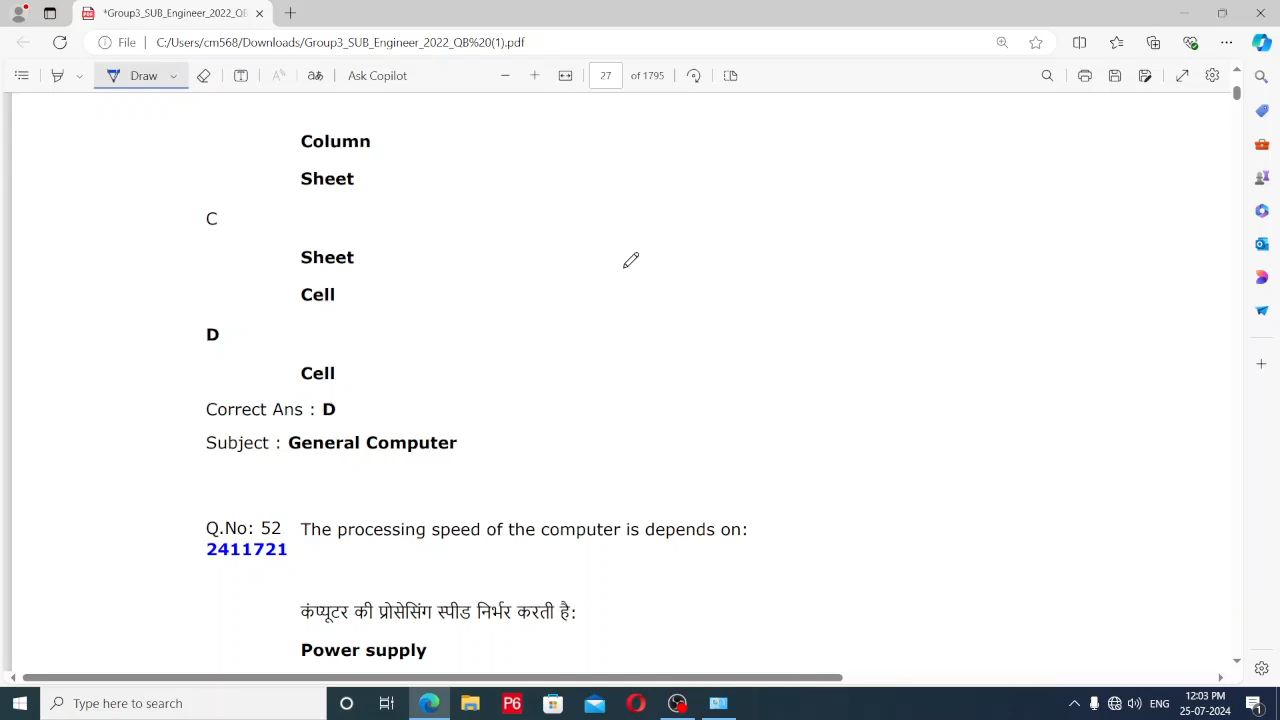 *Group3_SUB_Engineer_2022_QB
File C:/Users/cm568/Downloads/Group3_SUB_Engineer_2022_QB%20(1).pdf
Draw Ask Copilot 27 of 1795
Column
Sheet
C
Sheet
Cell
D
Cell
Correct Ans : D
Subject : General Computer
Q.No: 52 The processing speed of the computer is depends on:
2411721
कंप्यूटर की प्रोसेसिंग स्पीड निर्भर करती है:
Power supply
Type here to search P6 ENG 12:03 PM
25-07-2024